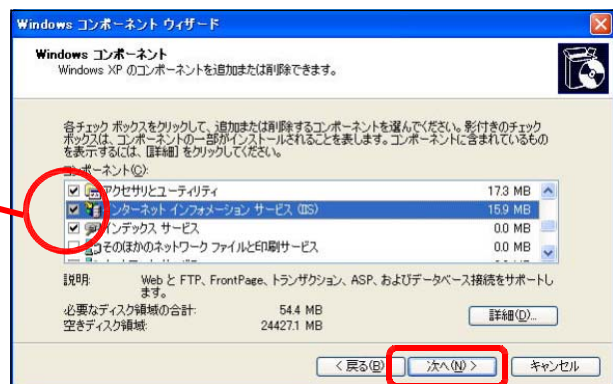 Windows コンポーネント ウィザード
Windows コンポーネント
Windows XP のコンポーネントを追加または削除できます。
各チェック ボックスをクリックして、追加または削除するコンポーネントを選んでください。影付きのチェック
ボックスは、コンポーネントの一部がインストールされることを表します。コンポーネントに含まれているもの
を表示するには、[詳細] をクリックしてください。
コンポーネント(C):
アクセサリとユーティリティ 17.3 MB
インターネット インフォメーション サービス (IIS) 15.9 MB
インデックス サービス 0.0 MB
そのほかのネットワーク ファイルと印刷サービス 0.0 MB
説明: Web と FTP、FrontPage、トランザクション、ASP、およびデータベース接続をサポートし
ます。
必要なディスク領域の合計: 54.4 MB
空きディスク領域: 24427.1 MB
詳細(D)...
< 戻る(B) 次へ(N) > キャンセル